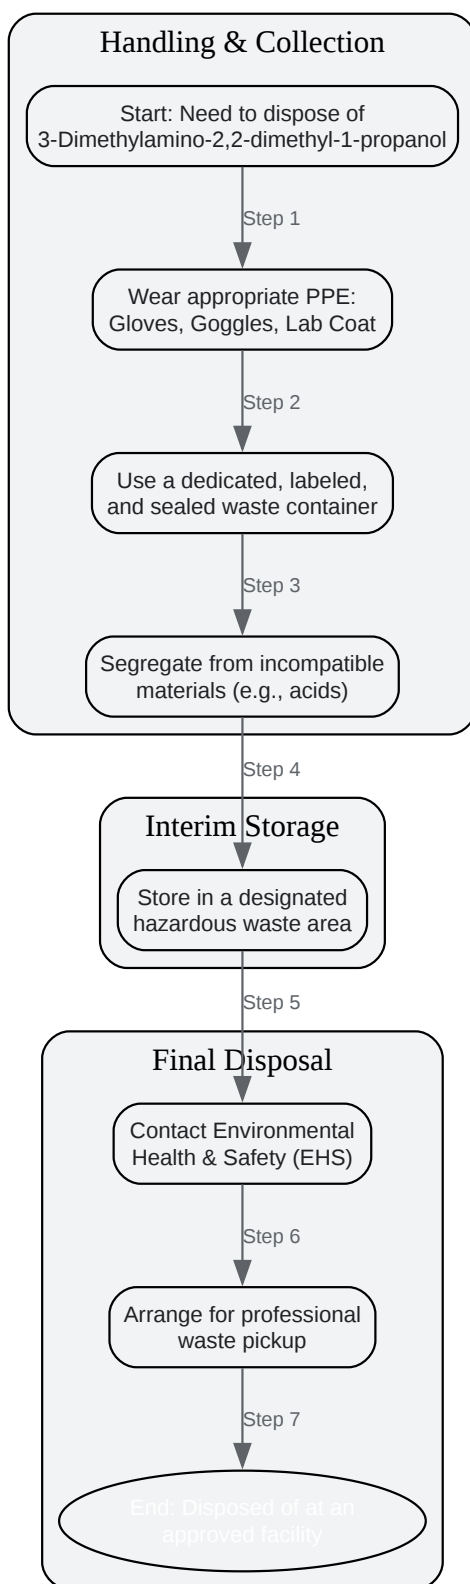 Handling & Collection
Start: Need to dispose of
3-Dimethylamino-2,2-dimethyl-1-propanol
Step 1
Wear appropriate PPE:
Gloves, Goggles, Lab Coat
Step 2
Use a dedicated, labeled,
and sealed waste container
Step 3
Segregate from incompatible
materials (e.g., acids)
Step 4
Interim Storage
Store in a designated
hazardous waste area
Step 5
Final Disposal
Contact Environmental
Health & Safety (EHS)
Step 6
Arrange for professional
waste pickup
Step 7
End: Disposed of at an
approved facility